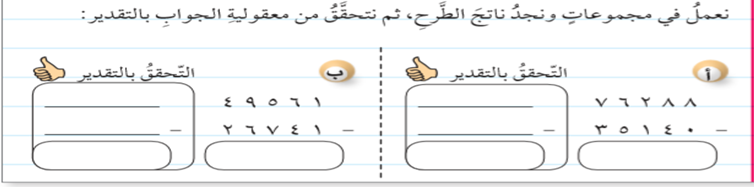 نعملُ في مجموعاتٍ ونجدُ ناتجَ الطَّرحِ، ثم نتحقَّقُ من معقوليةِ الجوابِ بالتقديرِ:
أ التّحققُ بالتقدير ب التّحققُ بالتقدير
٧٦٢٨٨ ٤٩٥٦١
− ٣٥١٤٠ − − ٢٦٧٤١ −